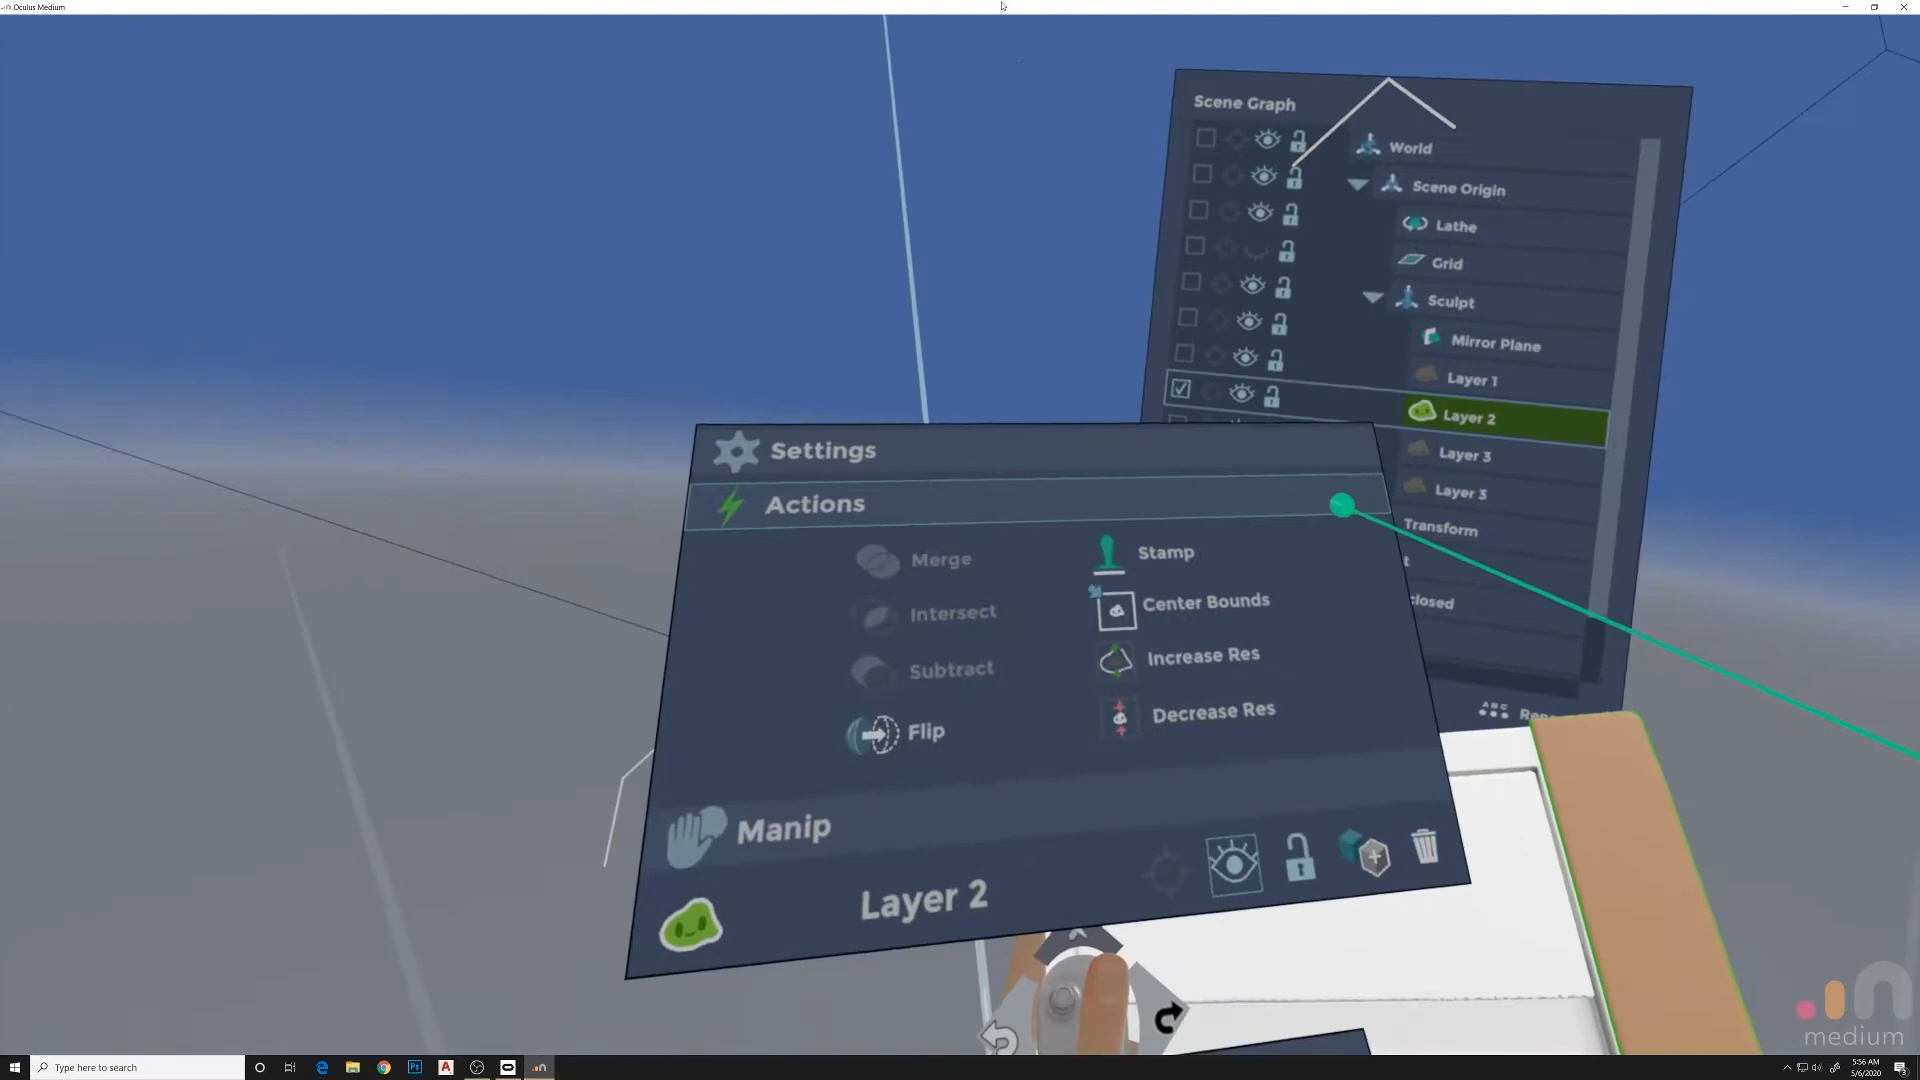 Oculus Medium
Scene Graph
World
Scene Origin
Lathe
Grid
Sculpt
Mirror Plane
Layer 1
Layer 2
Layer 3
Layer 3
Transform
Settings
Actions
Merge
Stamp
Intersect
Center Bounds
Subtract
Increase Res
Flip
Decrease Res
Manip
Layer 2
ABC
medium
Type here to search
5:56 AM
5/6/2020